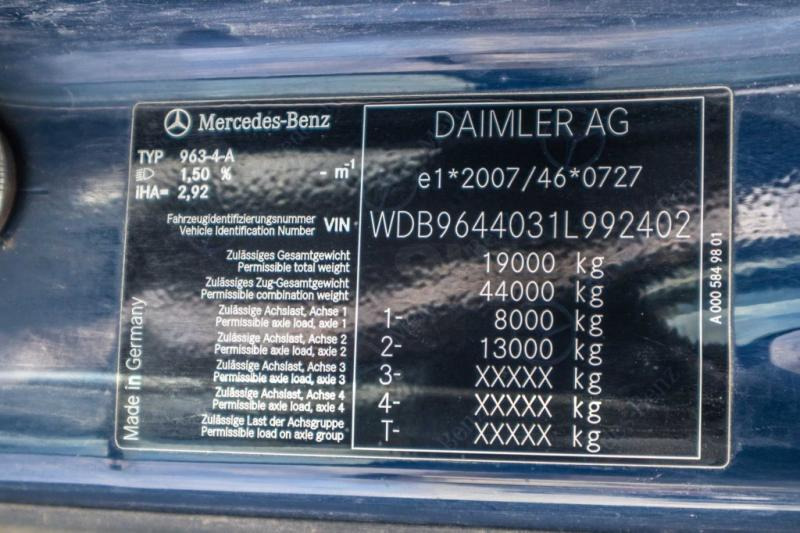 Mercedes-Benz
DAIMLER AG
TYP 963-4-A
1,50 % - m⁻¹
iHA= 2,92
e1*2007/46*0727
Fahrzeugidentifizierungsnummer
Vehicle Identification Number VIN WDB9644031L992402
Zulässiges Gesamtgewicht
Permissible total weight 19000 kg
Zulässiges Zug-Gesamtgewicht
Permissible combination weight 44000 kg
Zulässige Achslast, Achse 1
Permissible axle load, axle 1 1- 8000 kg
Zulässige Achslast, Achse 2
Permissible axle load, axle 2 2- 13000 kg
Zulässige Achslast, Achse 3
Permissible axle load, axle 3 3- XXXXX kg
Zulässige Achslast, Achse 4
Permissible axle load, axle 4 4- XXXXX kg
Zulässige Last der Achsgruppe
Permissible load on axle group T- XXXXX kg
Made in Germany
A 000 584 98 01